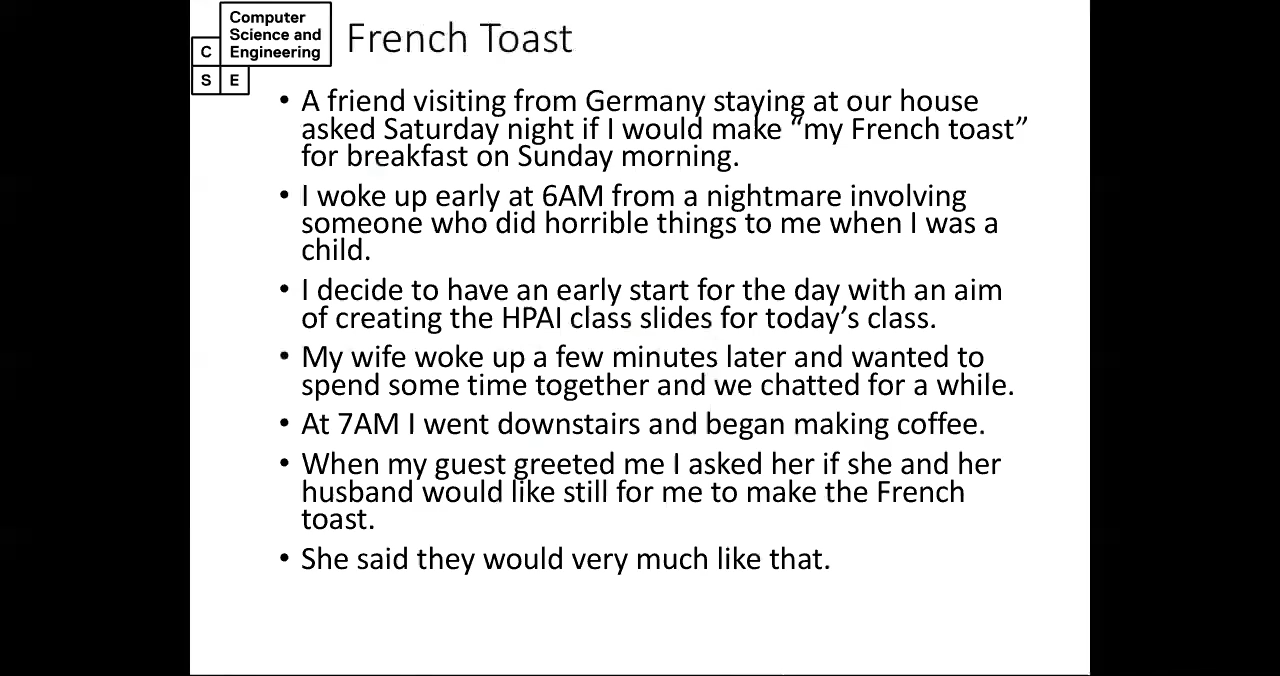 Computer
Science and
Engineering
C
S E
French Toast
• A friend visiting from Germany staying at our house
asked Saturday night if I would make “my French toast”
for breakfast on Sunday morning.
• I woke up early at 6AM from a nightmare involving
someone who did horrible things to me when I was a
child.
• I decide to have an early start for the day with an aim
of creating the HPAI class slides for today’s class.
• My wife woke up a few minutes later and wanted to
spend some time together and we chatted for a while.
• At 7AM I went downstairs and began making coffee.
• When my guest greeted me I asked her if she and her
husband would like still for me to make the French
toast.
• She said they would very much like that.